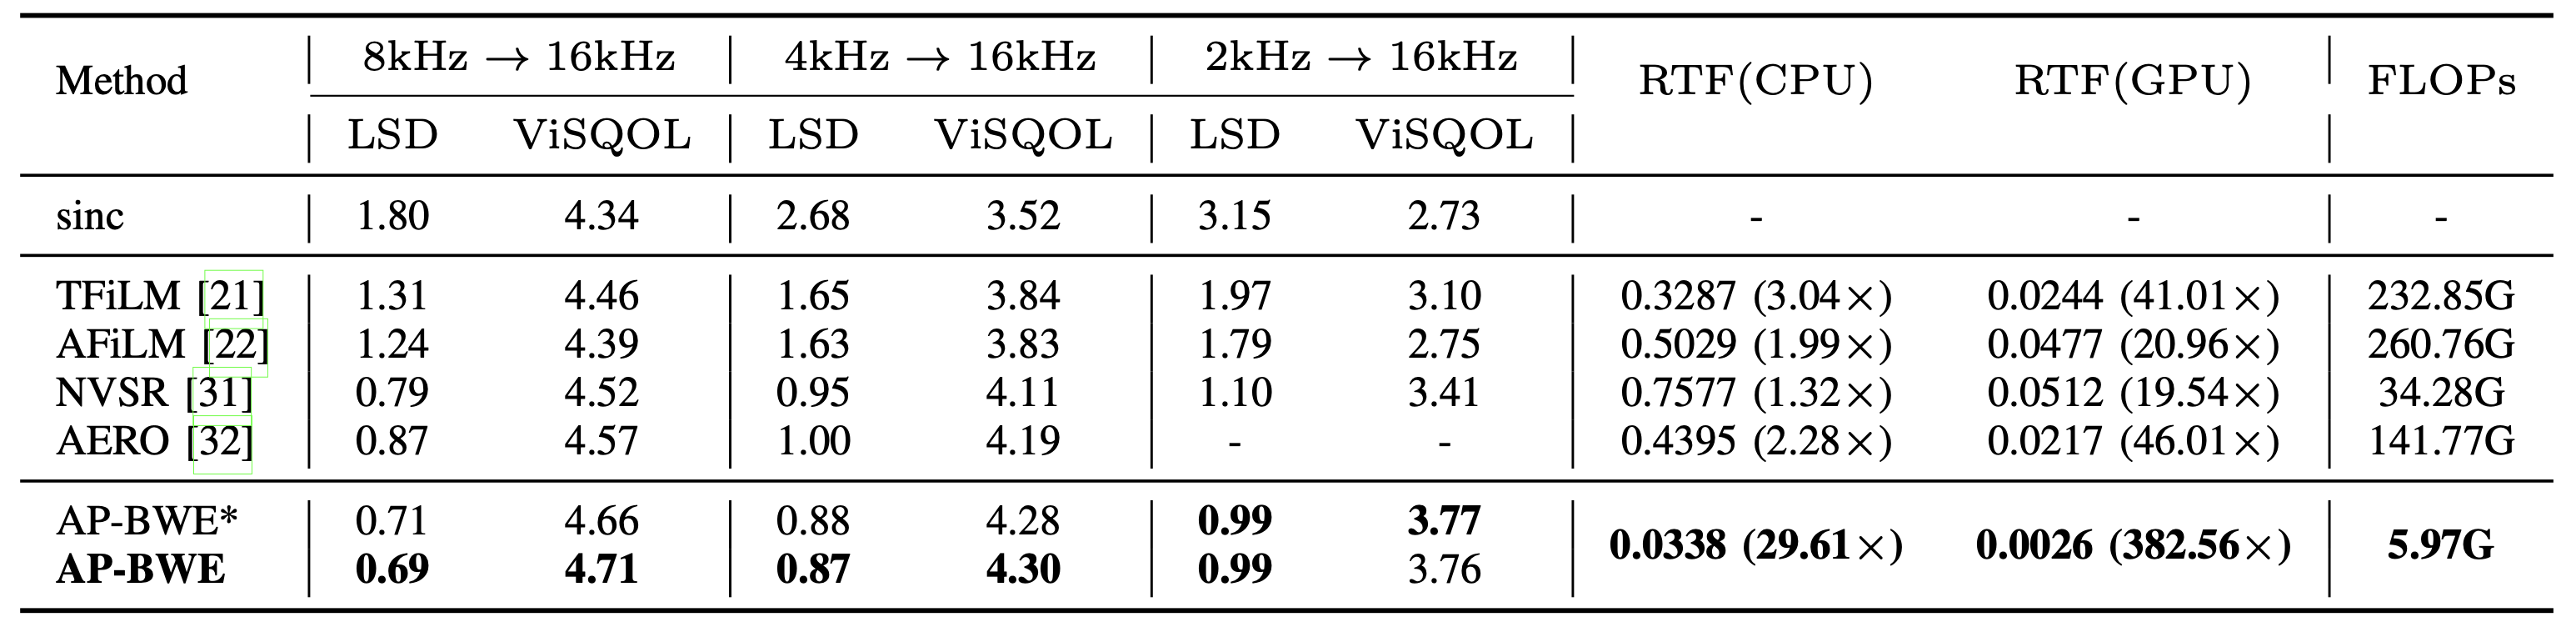 Method 8kHz → 16kHz 4kHz → 16kHz 2kHz → 16kHz RTF(CPU) RTF(GPU) FLOPs
LSD ViSQOL LSD ViSQOL LSD ViSQOL
sinc 1.80 4.34 2.68 3.52 3.15 2.73 - - -
TFiLM [21] 1.31 4.46 1.65 3.84 1.97 3.10 0.3287 (3.04×) 0.0244 (41.01×) 232.85G
AFiLM [22] 1.24 4.39 1.63 3.83 1.79 2.75 0.5029 (1.99×) 0.0477 (20.96×) 260.76G
NVSR [31] 0.79 4.52 0.95 4.11 1.10 3.41 0.7577 (1.32×) 0.0512 (19.54×) 34.28G
AERO [32] 0.87 4.57 1.00 4.19 - - 0.4395 (2.28×) 0.0217 (46.01×) 141.77G
AP-BWE* 0.71 4.66 0.88 4.28 0.99 3.77 0.0338 (29.61×) 0.0026 (382.56×) 5.97G
AP-BWE 0.69 4.71 0.87 4.30 0.99 3.76